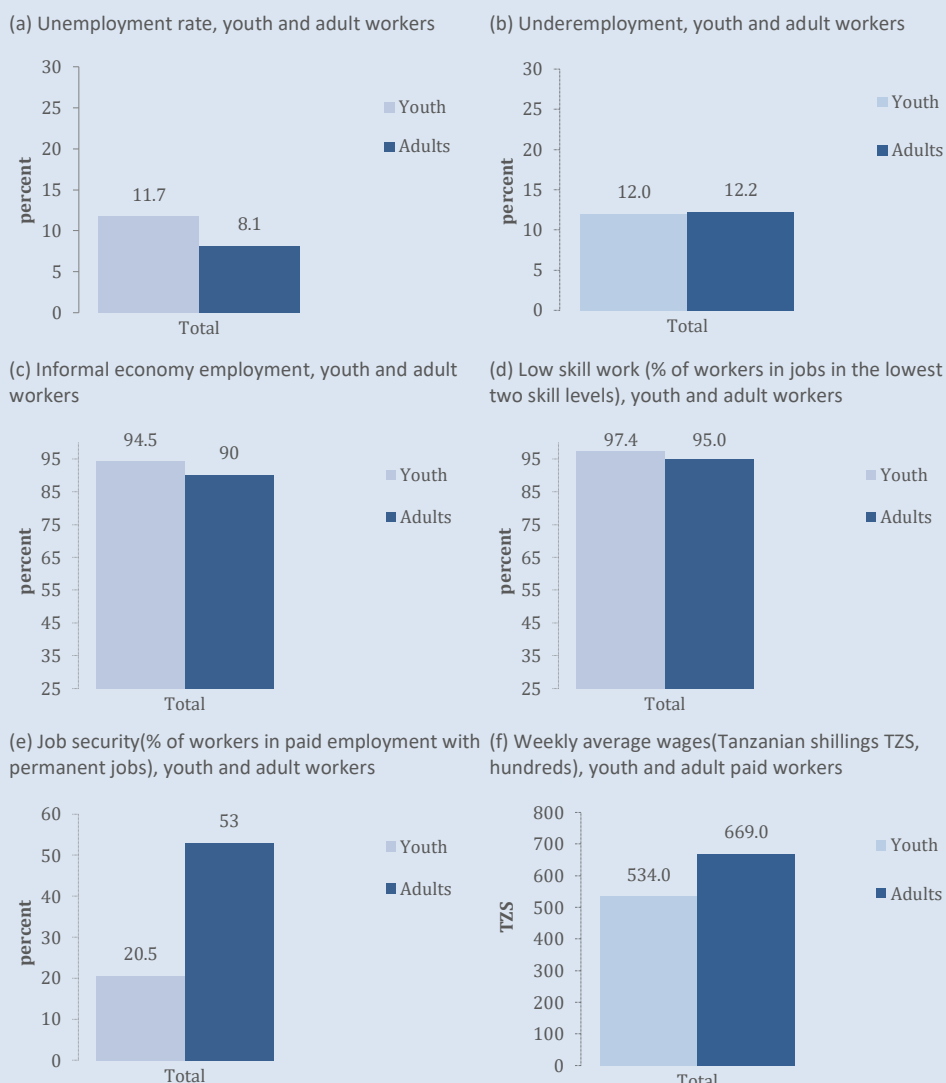 (a) Unemployment rate, youth and adult workers
30
25
20
15
10
5
0
percent
11.7
8.1
Total
Youth
Adults
(b) Underemployment, youth and adult workers
30
25
20
15
10
5
0
percent
12.0
12.2
Total
Youth
Adults
(c) Informal economy employment, youth and adult
workers
95
85
75
65
55
45
35
25
percent
94.5
90
Total
Youth
Adults
(d) Low skill work (% of workers in jobs in the lowest
two skill levels), youth and adult workers
95
85
75
65
55
45
35
25
percent
97.4
95.0
Total
Youth
Adults
(e) Job security(% of workers in paid employment with
permanent jobs), youth and adult workers
60
50
40
30
20
10
0
percent
20.5
53
Total
Youth
Adults
(f) Weekly average wages(Tanzanian shillings TZS,
hundreds), youth and adult paid workers
800
700
600
500
400
300
200
100
0
TZS
534.0
669.0
Total
Youth
Adults